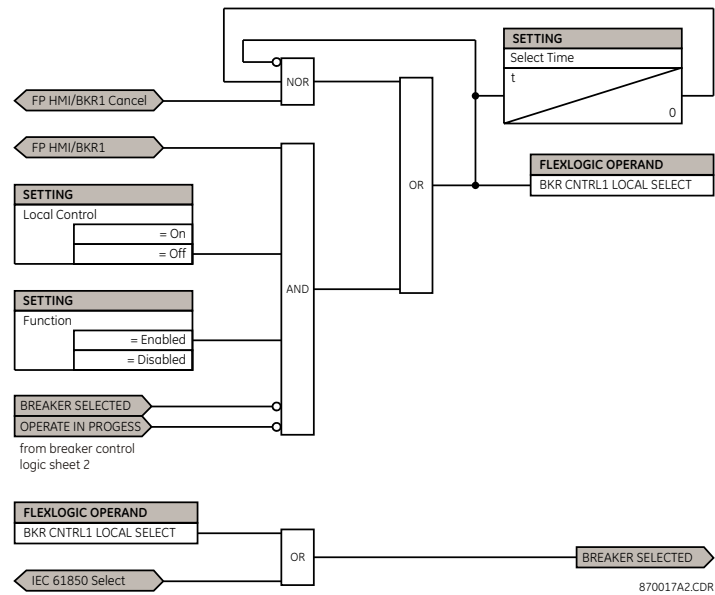 SETTING
Select Time
t
0
NOR
FP HMI/BKR1 Cancel
FP HMI/BKR1
SETTING
Local Control
= On
= Off
OR
FLEXLOGIC OPERAND
BKR CNTRL1 LOCAL SELECT
AND
SETTING
Function
= Enabled
= Disabled
BREAKER SELECTED
OPERATE IN PROGESS
from breaker control
logic sheet 2
FLEXLOGIC OPERAND
BKR CNTRL1 LOCAL SELECT
OR
BREAKER SELECTED
IEC 61850 Select
870017A2.CDR